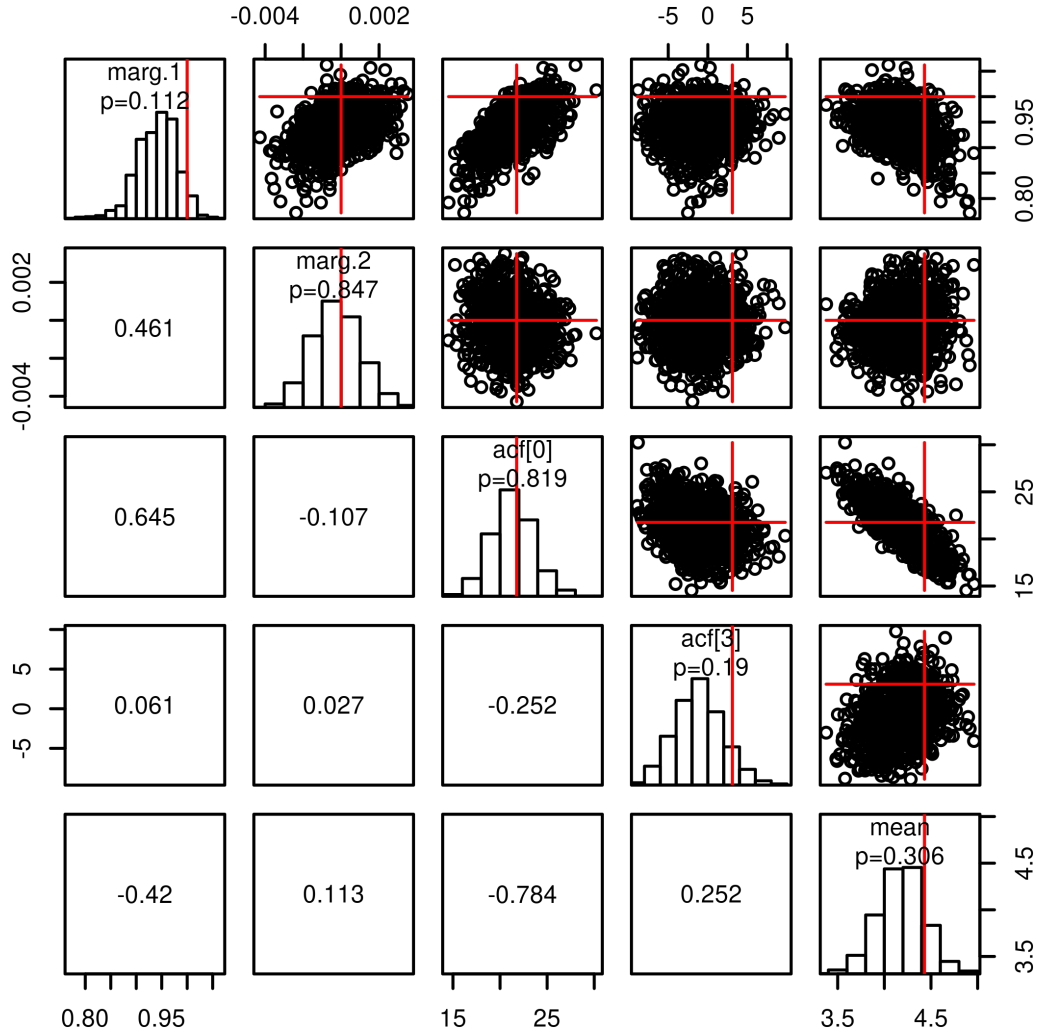 -0.004 0.002
-5 0 5
marg.1
p=0.112
0.80 0.95
0.461
marg.2
p=0.847
-0.004 0.002
0.645
-0.107
acf[0]
p=0.819
15 25
0.061
0.027
-0.252
acf[3]
p=0.19
-5 0 5
-0.42
0.113
-0.784
0.252
mean
p=0.306
3.5 4.5
0.80 0.95
15 25
3.5 4.5